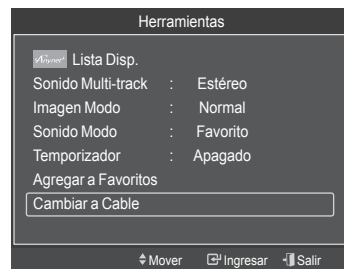 Herramientas
Anynet+ Lista Disp.
Sonido Multi-track : Estéreo
Imagen Modo : Normal
Sonido Modo : Favorito
Temporizador : Apagado
Agregar a Favoritos
Cambiar a Cable
Mover Ingresar Salir